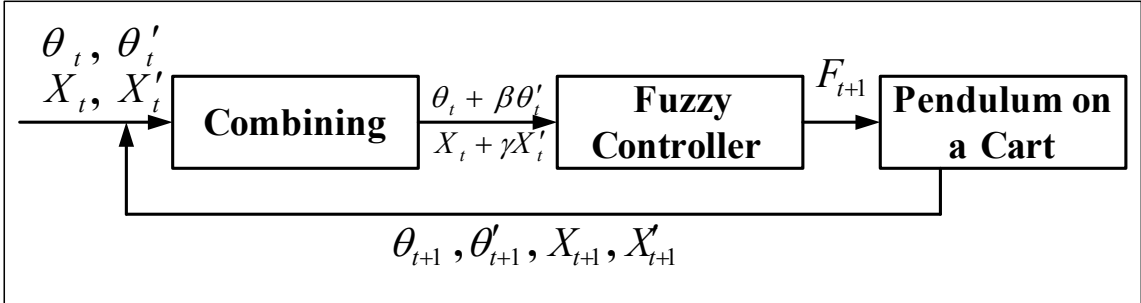 θ_t, θ′_t
X_t, X′_t
Combining
θ_t + βθ′_t
X_t + γX′_t
Fuzzy
Controller
F_{t+1}
Pendulum on
a Cart
θ_{t+1}, θ′_{t+1}, X_{t+1}, X′_{t+1}